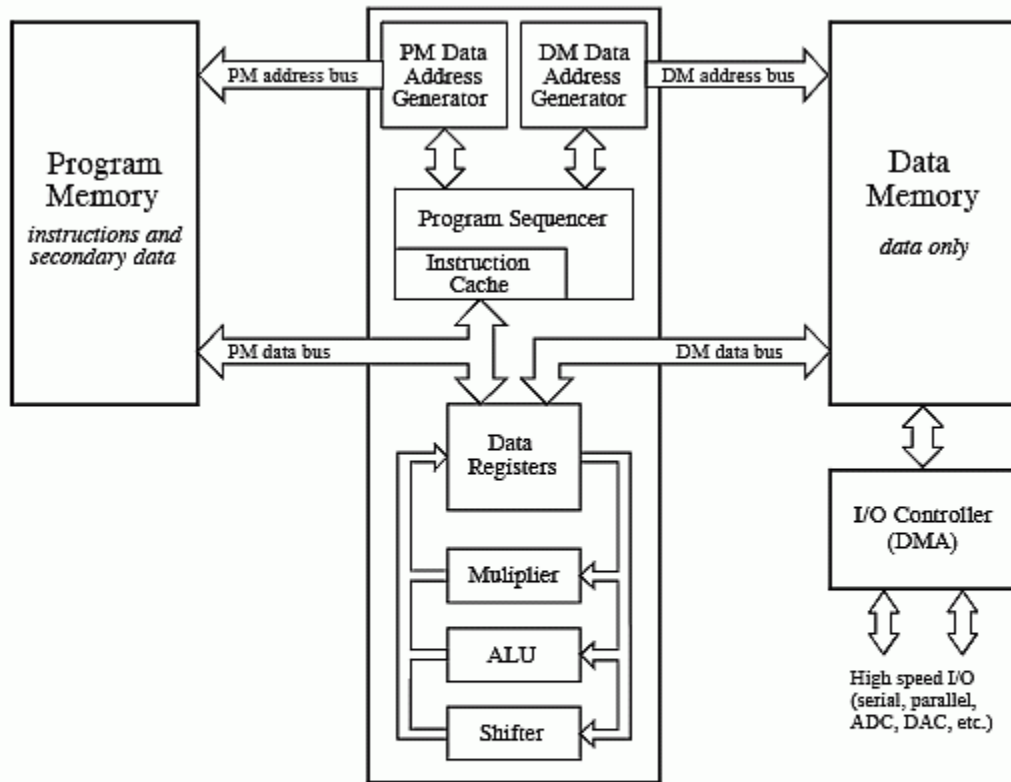 PM Data
Address
Generator
DM Data
Address
Generator
PM address bus
DM address bus
Program
Memory
instructions and
secondary data
Program Sequencer
Instruction
Cache
Data
Memory
data only
PM data bus
DM data bus
Data
Registers
Muliplier
ALU
Shifter
I/O Controller
(DMA)
High speed I/O
(serial, parallel,
ADC, DAC, etc.)